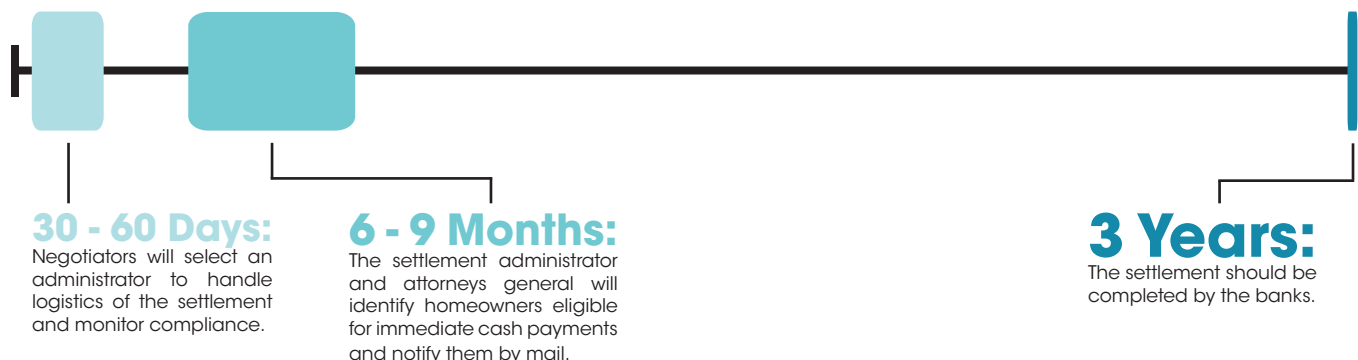 30 - 60 Days:
Negotiators will select an
administrator to handle
logistics of the settlement
and monitor compliance.
6 - 9 Months:
The settlement administrator
and attorneys general will
identify homeowners eligible
for immediate cash payments
and notify them by mail.
3 Years:
The settlement should be
completed by the banks.